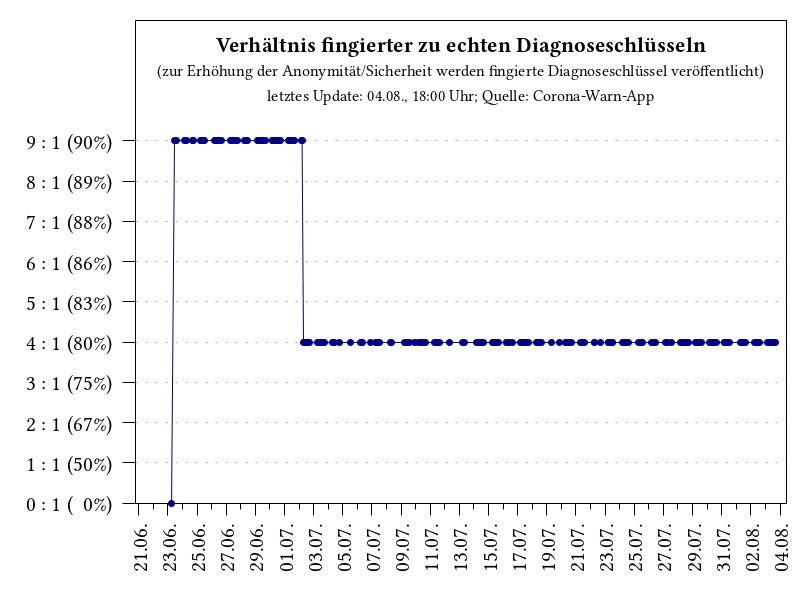 Verhältnis fingierter zu echten Diagnoseschlüsseln
(zur Erhöhung der Anonymität/Sicherheit werden fingierte Diagnoseschlüssel veröffentlicht)
letztes Update: 04.08., 18:00 Uhr; Quelle: Corona-Warn-App
9 : 1 (90%)
8 : 1 (89%)
7 : 1 (88%)
6 : 1 (86%)
5 : 1 (83%)
4 : 1 (80%)
3 : 1 (75%)
2 : 1 (67%)
1 : 1 (50%)
0 : 1 (  0%)
21.06.
23.06.
25.06.
27.06.
29.06.
01.07.
03.07.
05.07.
07.07.
09.07.
11.07.
13.07.
15.07.
17.07.
19.07.
21.07.
23.07.
25.07.
27.07.
29.07.
31.07.
02.08.
04.08.